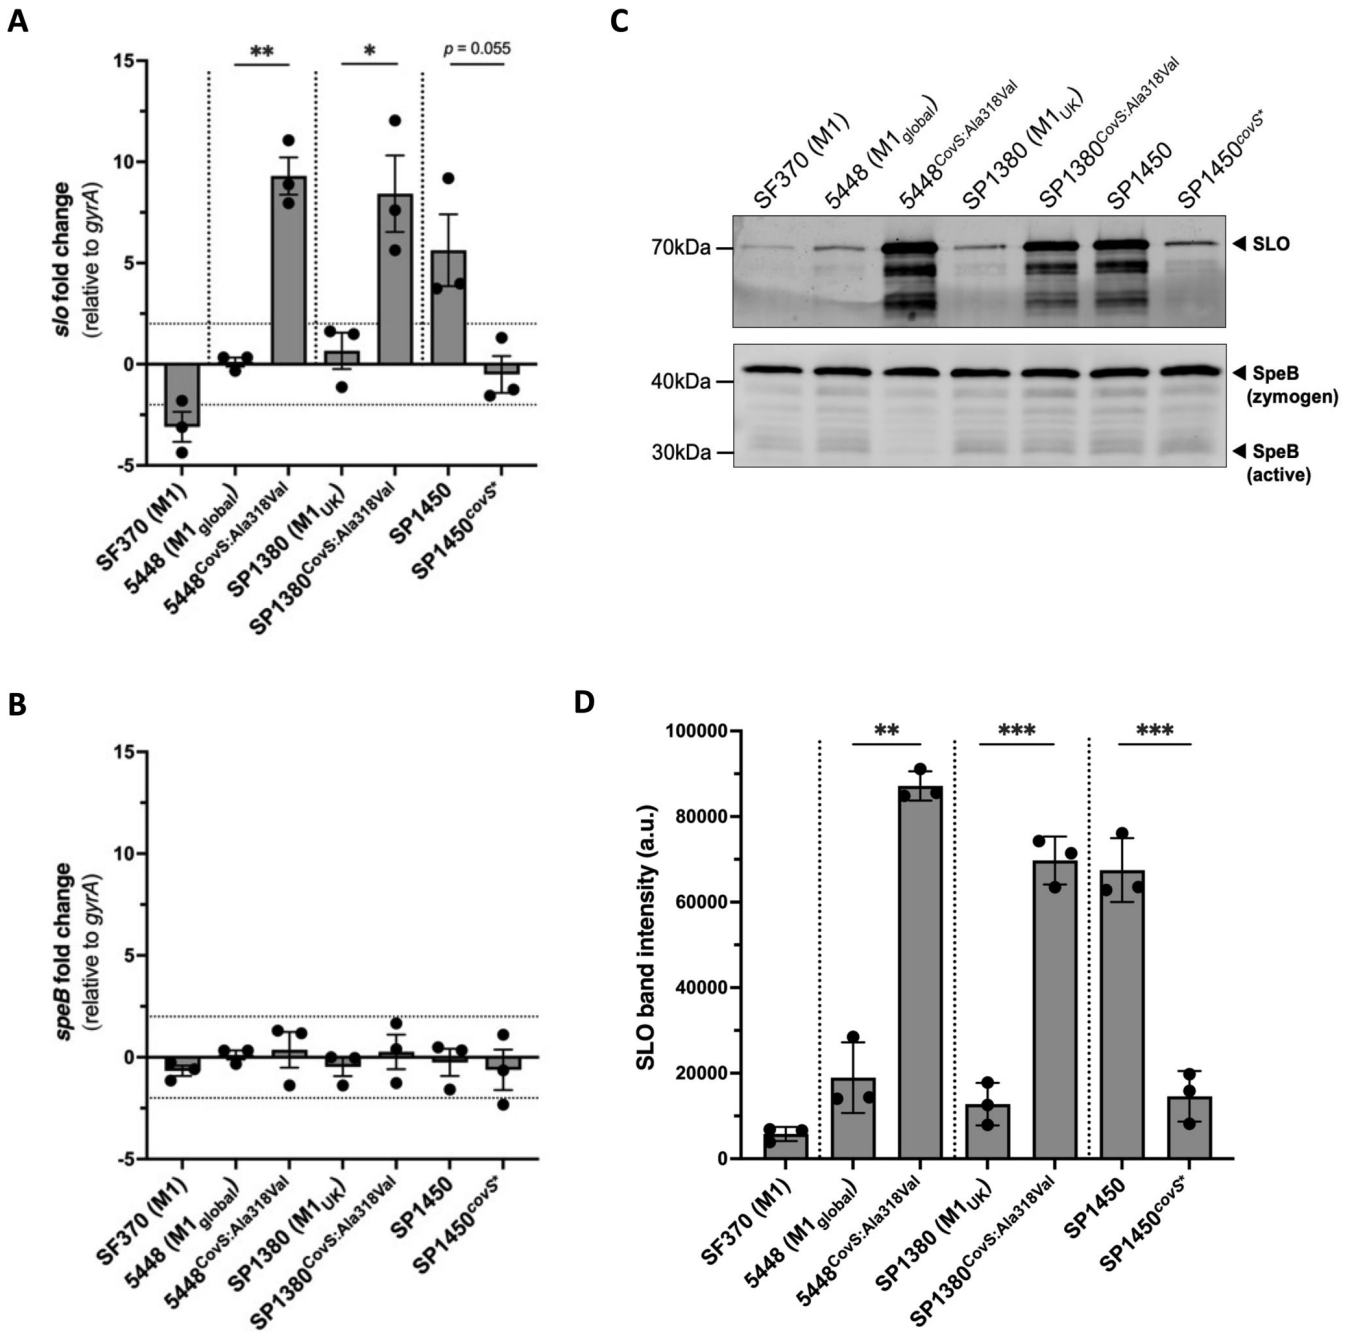 A
slo fold change
(relative to gyrA)
15
10
5
0
-5
**
*
p = 0.055
SF370 (M1)
5448 (M1global)
5448CovS:Ala318Val
SP1380 (M1UK)
SP1380CovS:Ala318Val
SP1450
SP1450covS*
C
SF370 (M1)
5448 (M1global)
5448CovS:Ala318Val
SP1380 (M1UK)
SP1380CovS:Ala318Val
SP1450
SP1450covS*
70kDa
SLO
40kDa
30kDa
SpeB
(zymogen)
SpeB
(active)
B
speB fold change
(relative to gyrA)
15
10
5
0
-5
SF370 (M1)
5448 (M1global)
5448CovS:Ala318Val
SP1380 (M1UK)
SP1380CovS:Ala318Val
SP1450
SP1450covS*
D
SLO band intensity (a.u.)
100000
80000
60000
40000
20000
0
**
***
***
SF370 (M1)
5448 (M1global)
5448CovS:Ala318Val
SP1380 (M1UK)
SP1380CovS:Ala318Val
SP1450
SP1450covS*